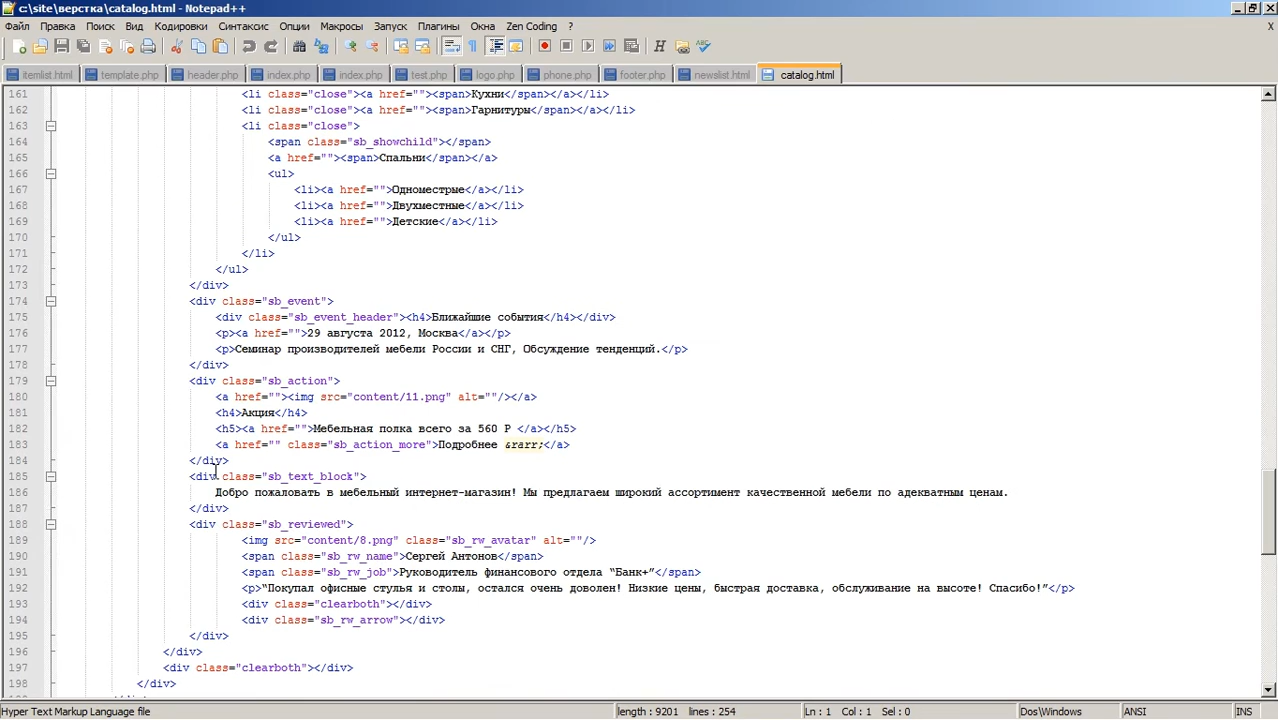 c:\site\верстка\catalog.html - Notepad++
Файл Правка Поиск Вид Кодировки Синтаксис Опции Макросы Запуск Плагины Окна Zen Coding ? X
itemlist.html template.php header.php index.php index.php test.php logo.php phone.php footer.php newslist.html catalog.html
161 <li class="close"><a href=""><span>Кухни</span></a></li>
162 <li class="close"><a href=""><span>Гарнитуры</span></a></li>
163 <li class="close">
164 <span class="sb_showchild"></span>
165 <a href=""><span>Спальни</span></a>
166 <ul>
167 <li><a href="">Одноместрые</a></li>
168 <li><a href="">Двухместные</a></li>
169 <li><a href="">Детские</a></li>
170 </ul>
171 </li>
172 </ul>
173 </div>
174 <div class="sb_event">
175 <div class="sb_event_header"><h4>Ближайшие события</h4></div>
176 <p><a href="">29 августа 2012, Москва</a></p>
177 <p>Семинар производителей мебели России и СНГ, Обсуждение тенденций.</p>
178 </div>
179 <div class="sb_action">
180 <a href=""><img src="content/11.png" alt=""/></a>
181 <h4>Акция</h4>
182 <h5><a href="">Мебельная полка всего за 560 Р </a></h5>
183 <a href="" class="sb_action_more">Подробнее &rarr;</a>
184 </div>
185 <div class="sb_text_block">
186 Добро пожаловать в мебельный интернет-магазин! Мы предлагаем широкий ассортимент качественной мебели по адекватным ценам.
187 </div>
188 <div class="sb_reviewed">
189 <img src="content/8.png" class="sb_rw_avatar" alt=""/>
190 <span class="sb_rw_name">Сергей Антонов</span>
191 <span class="sb_rw_job">Руководитель финансового отдела “Банк+”</span>
192 <p>“Покупал офисные стулья и столы, остался очень доволен! Низкие цены, быстрая доставка, обслуживание на высоте! Спасибо!”</p>
193 <div class="clearboth"></div>
194 <div class="sb_rw_arrow"></div>
195 </div>
196 </div>
197 <div class="clearboth"></div>
198 </div>
Hyper Text Markup Language file length : 9201 lines : 254 Ln : 1 Col : 1 Sel : 0 Dos\Windows ANSI INS